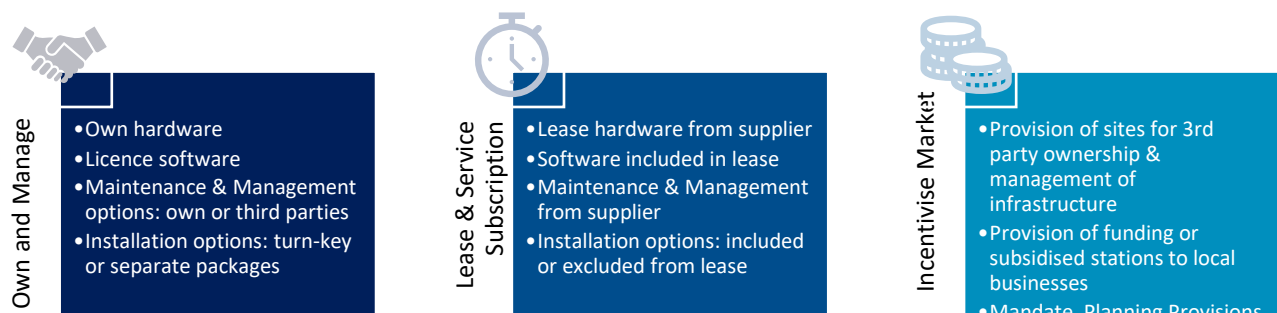 Own and Manage
•Own hardware
•Licence software
•Maintenance & Management
options: own or third parties
•Installation options: turn-key
or separate packages
Lease & Service
Subscription
•Lease hardware from supplier
•Software included in lease
•Maintenance & Management
from supplier
•Installation options: included
or excluded from lease
Incentivise Market
•Provision of sites for 3rd
party ownership &
management of
infrastructure
•Provision of funding or
subsidised stations to local
businesses
•Mandate, Planning Provisions